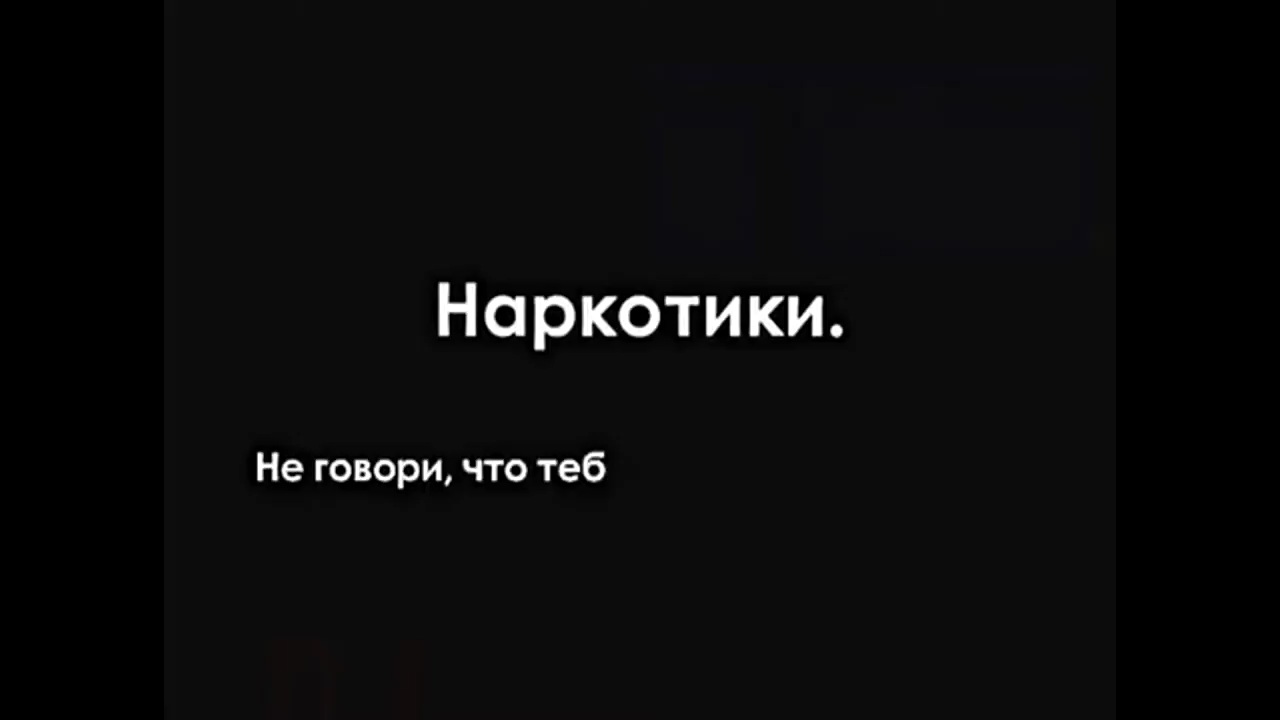 Наркотики.
Не говори, что теб